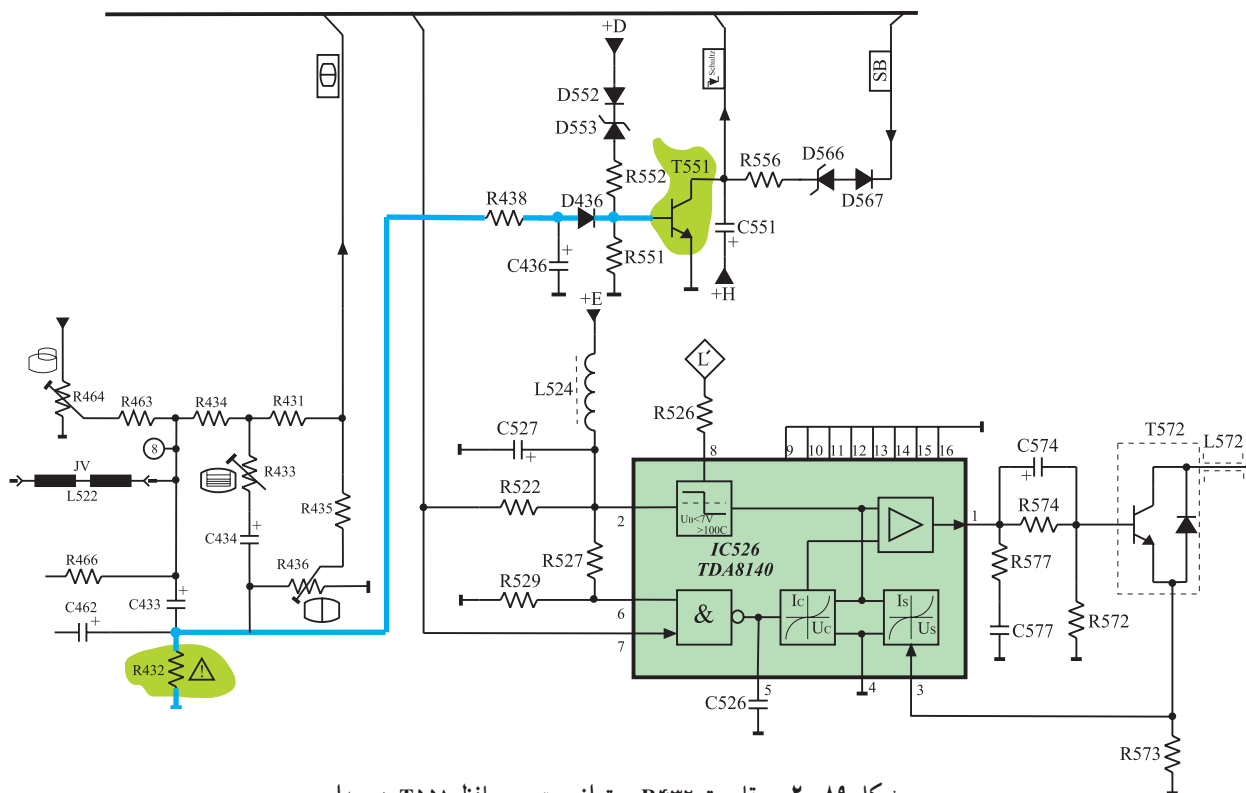 +D
Schultz
SB
D552
D553
T551
R556
D566
R552
D567
R438
D436
C551
+
+
C436
R551
+H
+E
R464
L524
L'
R463
R434
R431
R526
8
C527
+
8
9
10
11
12
13
14
15
16
C574
+
T572
L572
JV
L522
R433
R435
R522
2
UB<7V
>100C
1
R574
IC526
TDA8140
+
C434
R527
R577
R466
R436
R529
6
&
IC
UC
IS
US
C433
+
C462
+
7
C577
R572
R432
C526
5
4
3
R573